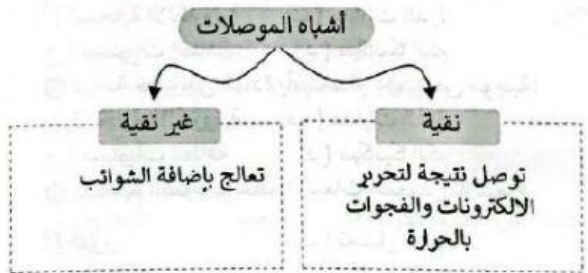 أشباه الموصلات
نقية
توصل نتيجة لتحرير
الالكترونات والفجوات
بالحرارة
غير نقية
تعالج بإضافة الشوائب